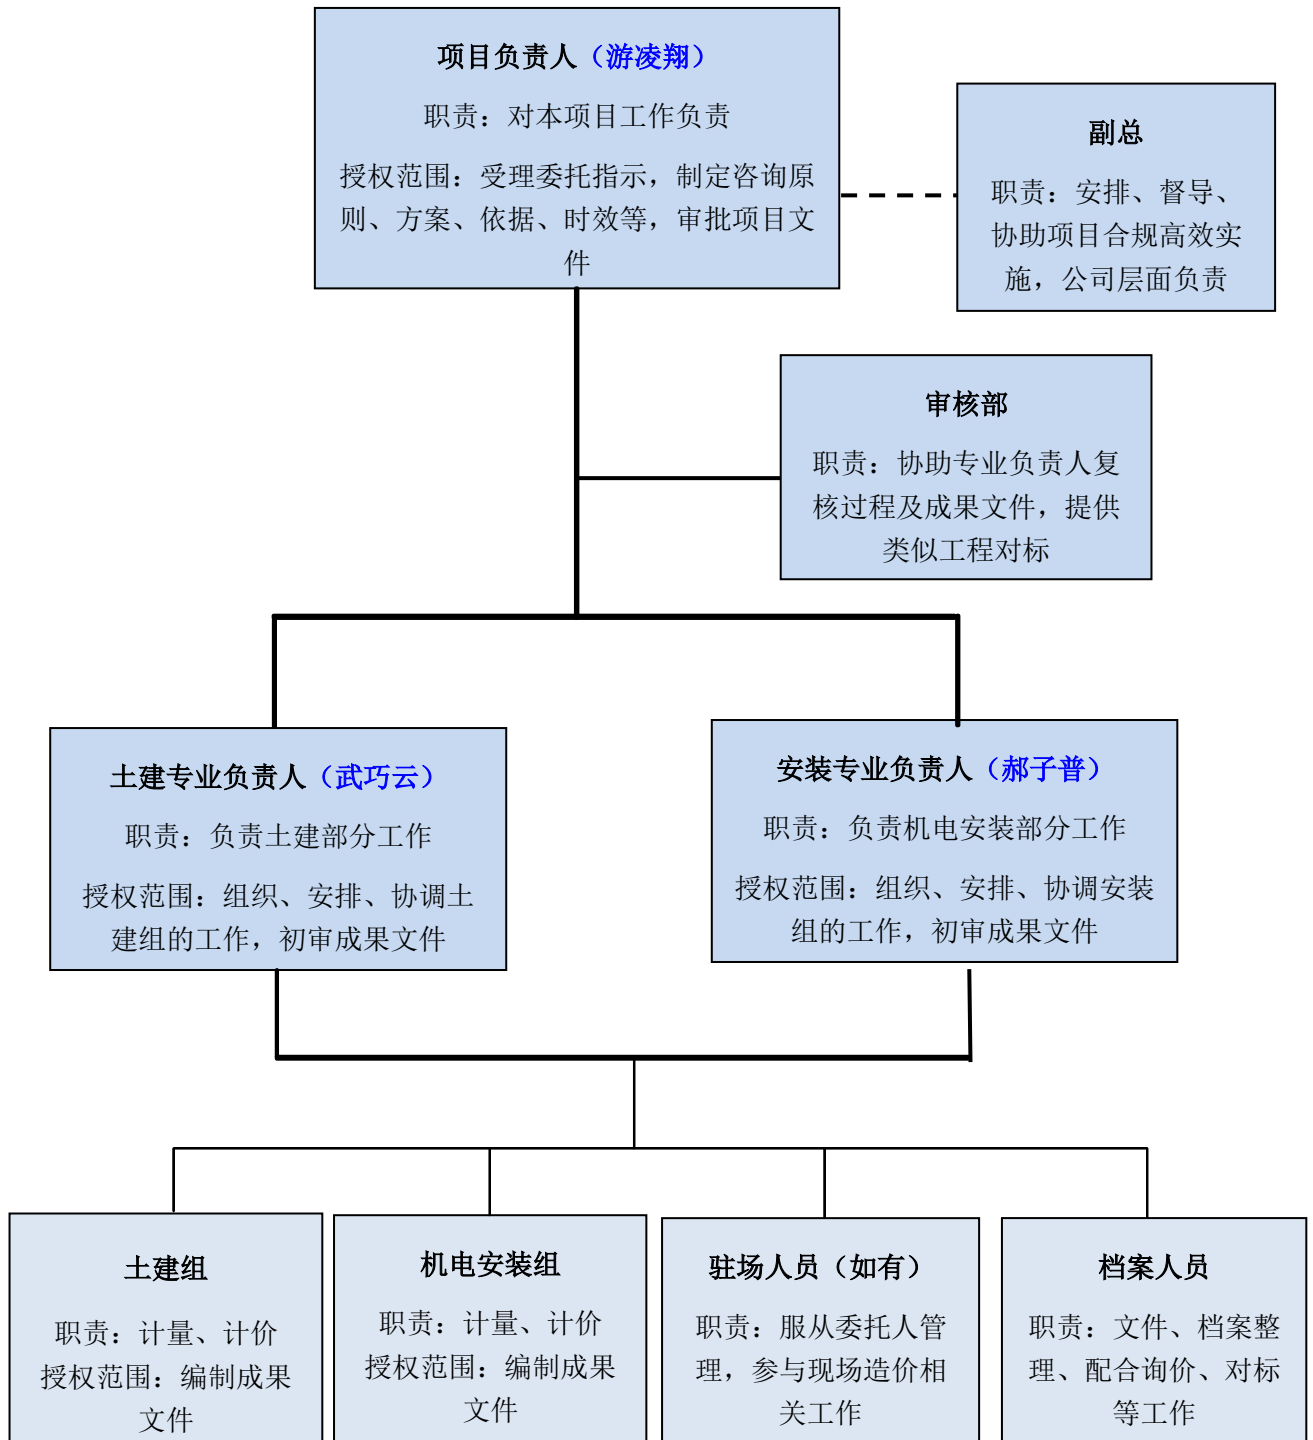 项目负责人（游凌翔）
职责：对本项目工作负责
授权范围：受理委托指示，制定咨询原
则、方案、依据、时效等，审批项目文
件
副总
职责：安排、督导、
协助项目合规高效实
施，公司层面负责
审核部
职责：协助专业负责人复
核过程及成果文件，提供
类似工程对标
土建专业负责人（武巧云）
职责：负责土建部分工作
授权范围：组织、安排、协调土
建组的工作，初审成果文件
安装专业负责人（郝子普）
职责：负责机电安装部分工作
授权范围：组织、安排、协调安装
组的工作，初审成果文件
土建组
职责：计量、计价
授权范围：编制成果
文件
机电安装组
职责：计量、计价
授权范围：编制成果
文件
驻场人员（如有）
职责：服从委托人管
理，参与现场造价相
关工作
档案人员
职责：文件、档案整
理、配合询价、对标
等工作